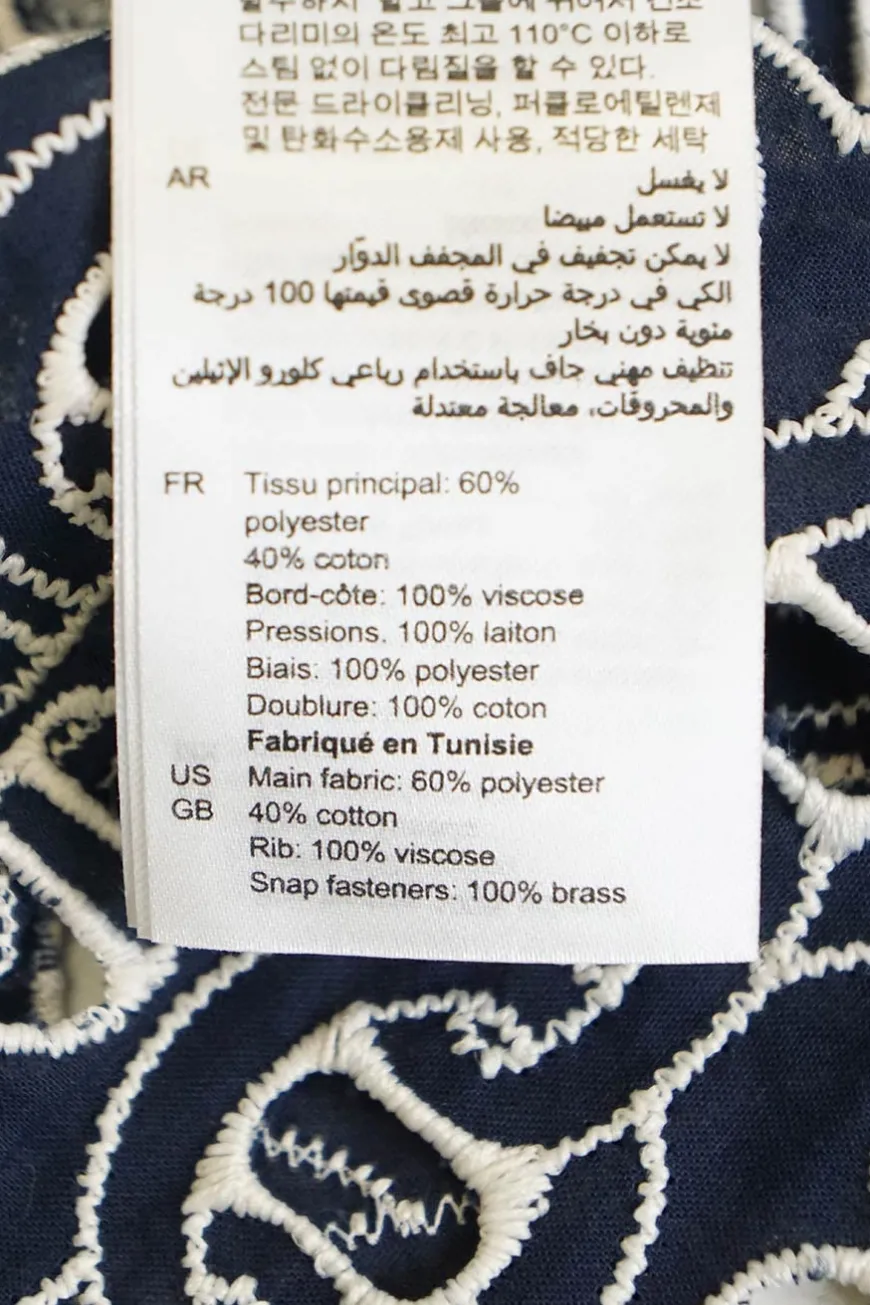 다리미의 온도 최고 110°C 이하로
스팀 없이 다림질을 할 수 있다.
전문 드라이클리닝, 퍼클로에틸렌제
및 탄화수소용제 사용, 적당한 세탁
AR لا يغسل
لا تستعمل مبيضا
لا يمكن تجفيف في المجفف الدوّار
الكي في درجة حرارة قصوى قيمتها 100 درجة
منوية دون بخار
تنظيف مهني جاف باستخدام رباعي كلورو الإثيلين
والمحروقات، معالجة معتدلة
FR Tissu principal: 60%
polyester
40% coton
Bord-côte: 100% viscose
Pressions. 100% laiton
Biais: 100% polyester
Doublure: 100% coton
Fabriqué en Tunisie
US Main fabric: 60% polyester
GB 40% cotton
Rib: 100% viscose
Snap fasteners: 100% brass